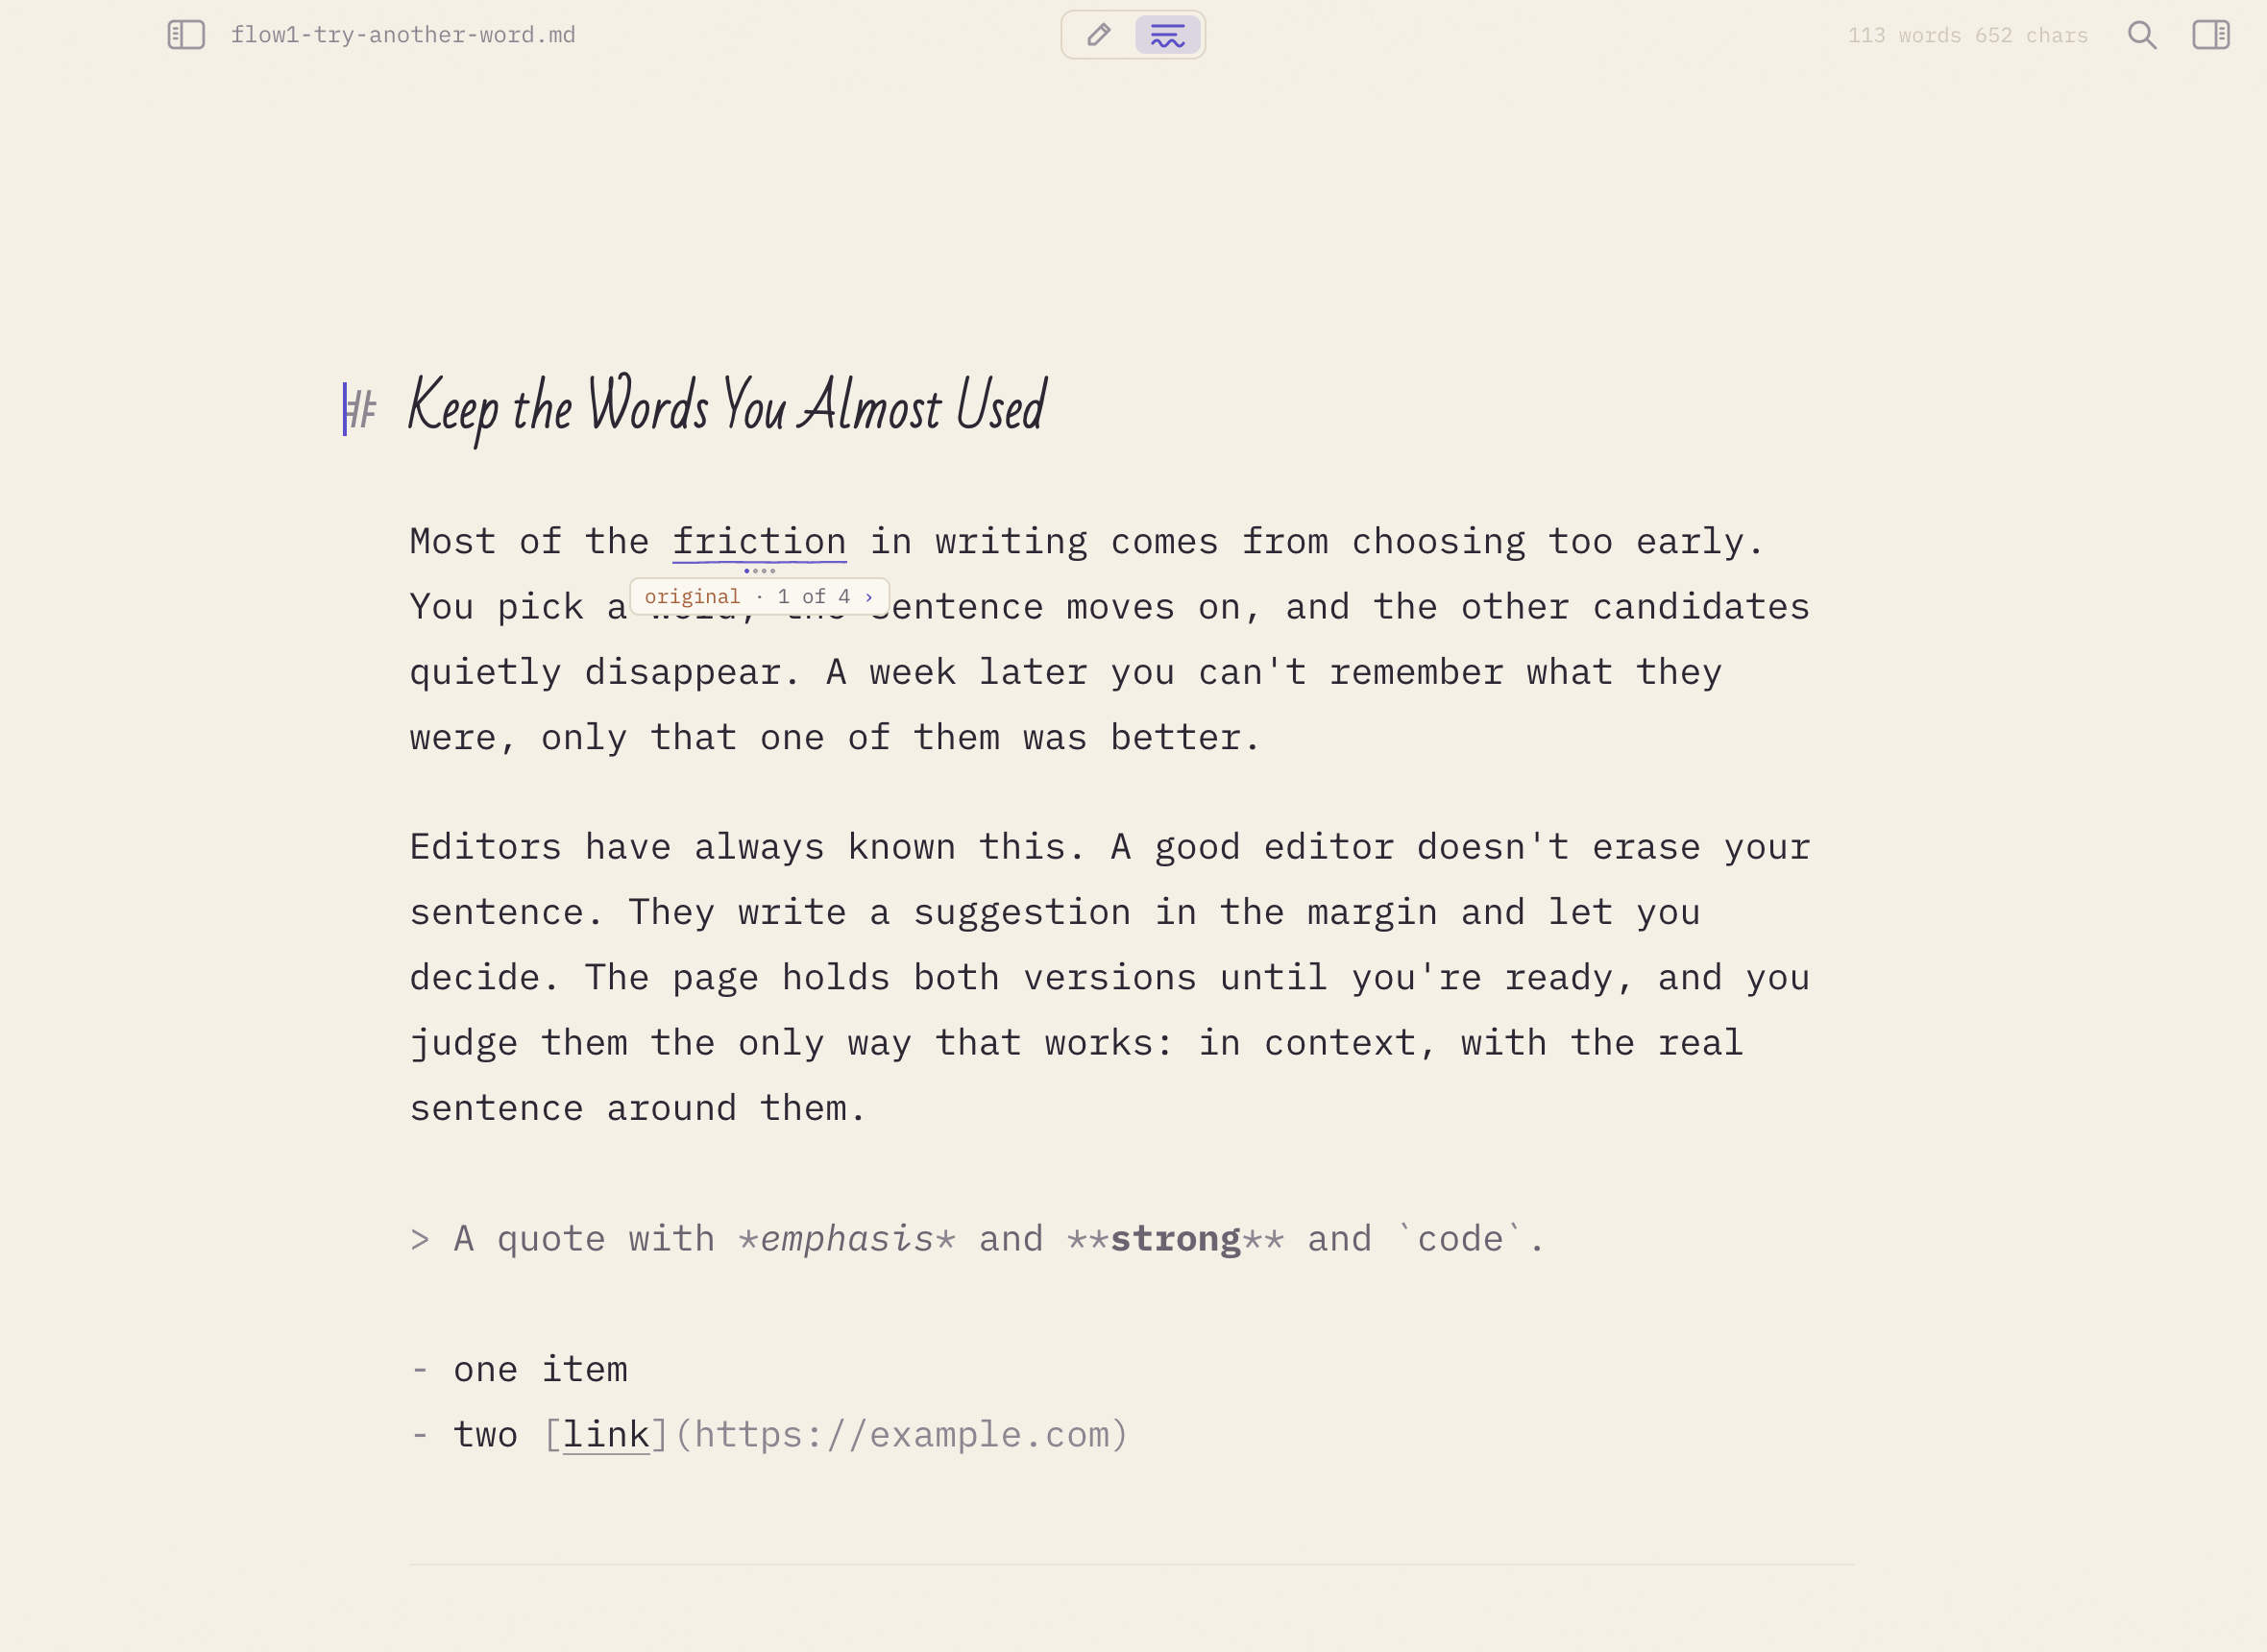 flow1-try-another-word.md
113 words 652 chars
# Keep the Words You Almost Used
Most of the friction in writing comes from choosing too early.
original · 1 of 4 ›
You pick a word, the sentence moves on, and the other candidates
quietly disappear. A week later you can't remember what they
were, only that one of them was better.
Editors have always known this. A good editor doesn't erase your
sentence. They write a suggestion in the margin and let you
decide. The page holds both versions until you're ready, and you
judge them the only way that works: in context, with the real
sentence around them.
> A quote with *emphasis* and **strong** and `code`.
- one item
- two [link](https://example.com)